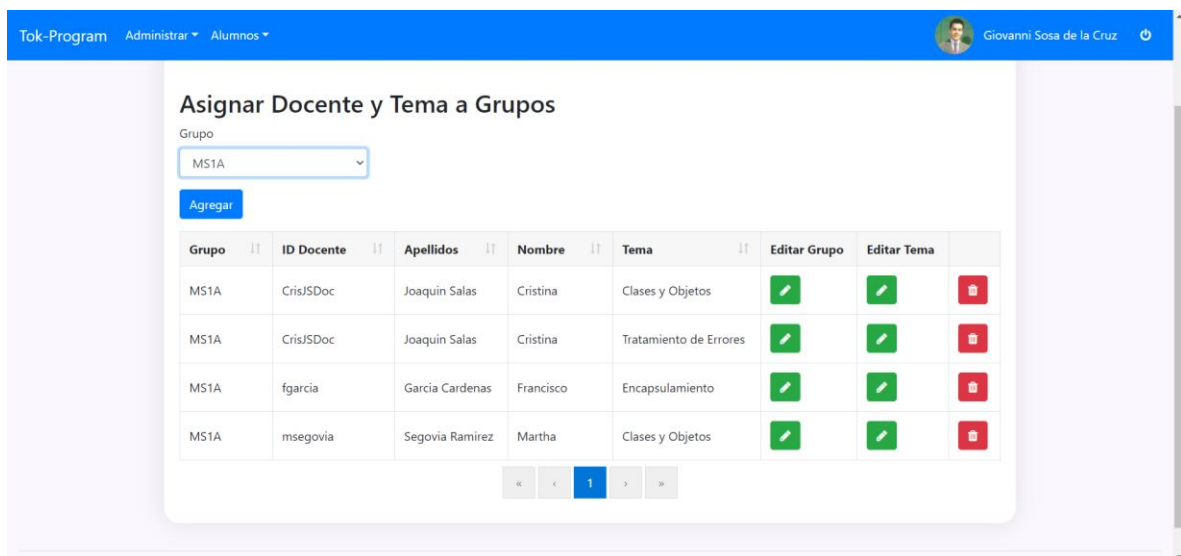 Tok-Program Administrar Alumnos Giovanni Sosa de la Cruz
Asignar Docente y Tema a Grupos
Grupo
MS1A
Agregar
Grupo ID Docente Apellidos Nombre Tema Editar Grupo Editar Tema
MS1A CrisJSDoc Joaquin Salas Cristina Clases y Objetos
MS1A CrisJSDoc Joaquin Salas Cristina Tratamiento de Errores
MS1A fgarcia Garcia Cardenas Francisco Encapsulamiento
MS1A msegovia Segovia Ramirez Martha Clases y Objetos
« ‹ 1 › »